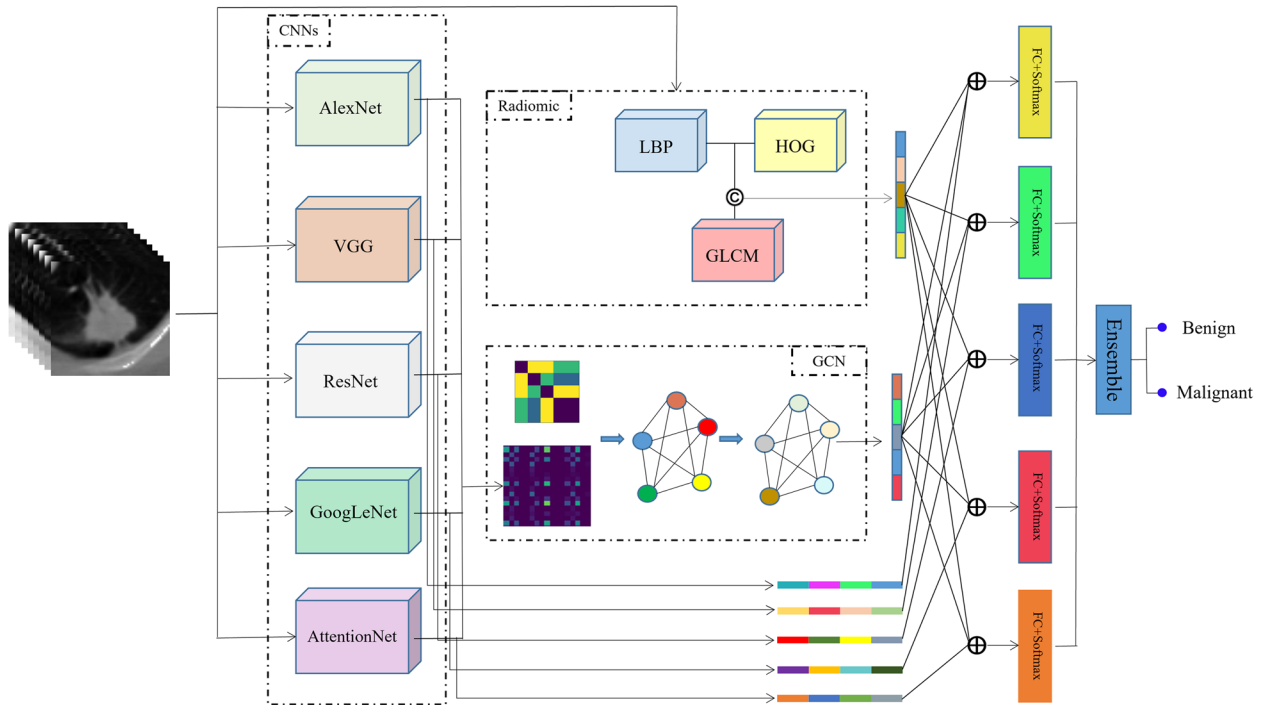 CNNs
AlexNet
VGG
ResNet
GoogLeNet
AttentionNet
Radiomic
LBP
HOG
C
GLCM
GCN
FC+Softmax
FC+Softmax
FC+Softmax
FC+Softmax
FC+Softmax
Ensemble
Benign
Malignant